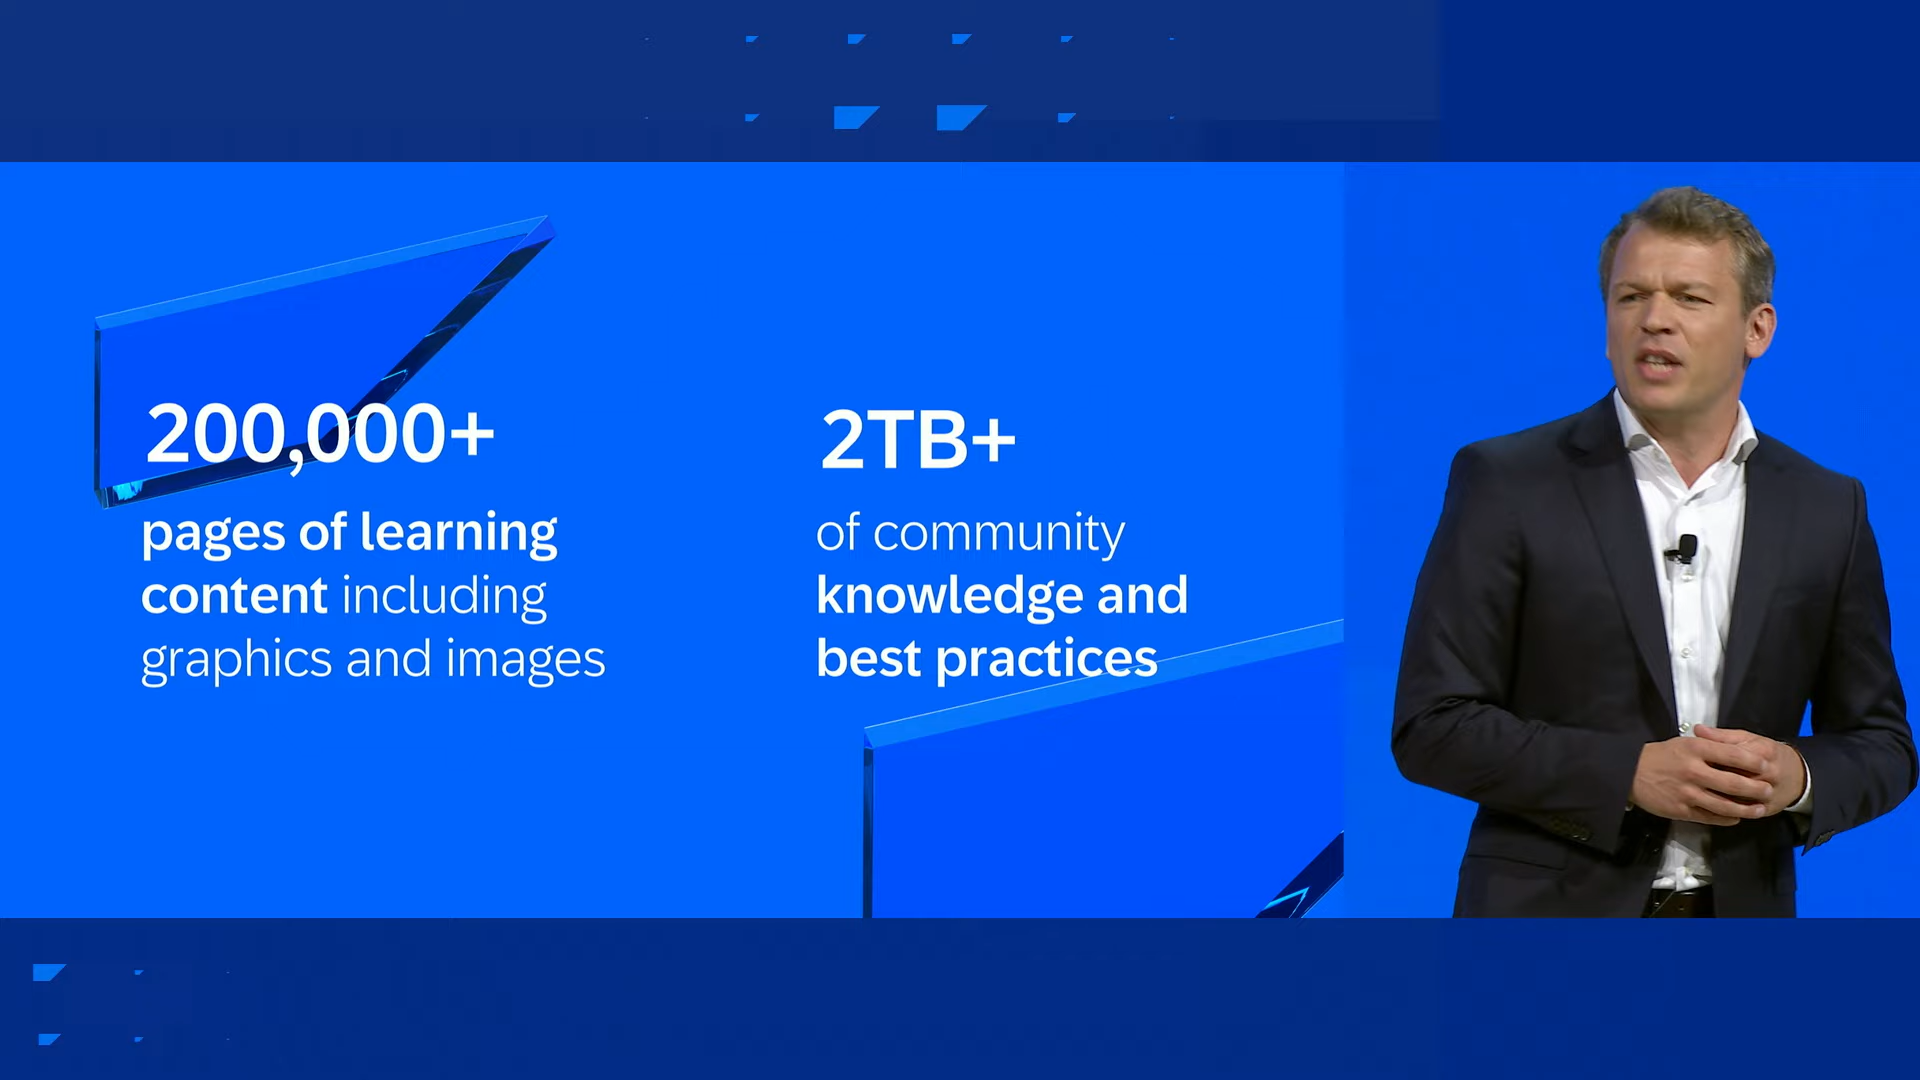 200,000+
pages of learning
content including
graphics and images
2TB+
of community
knowledge and
best practices